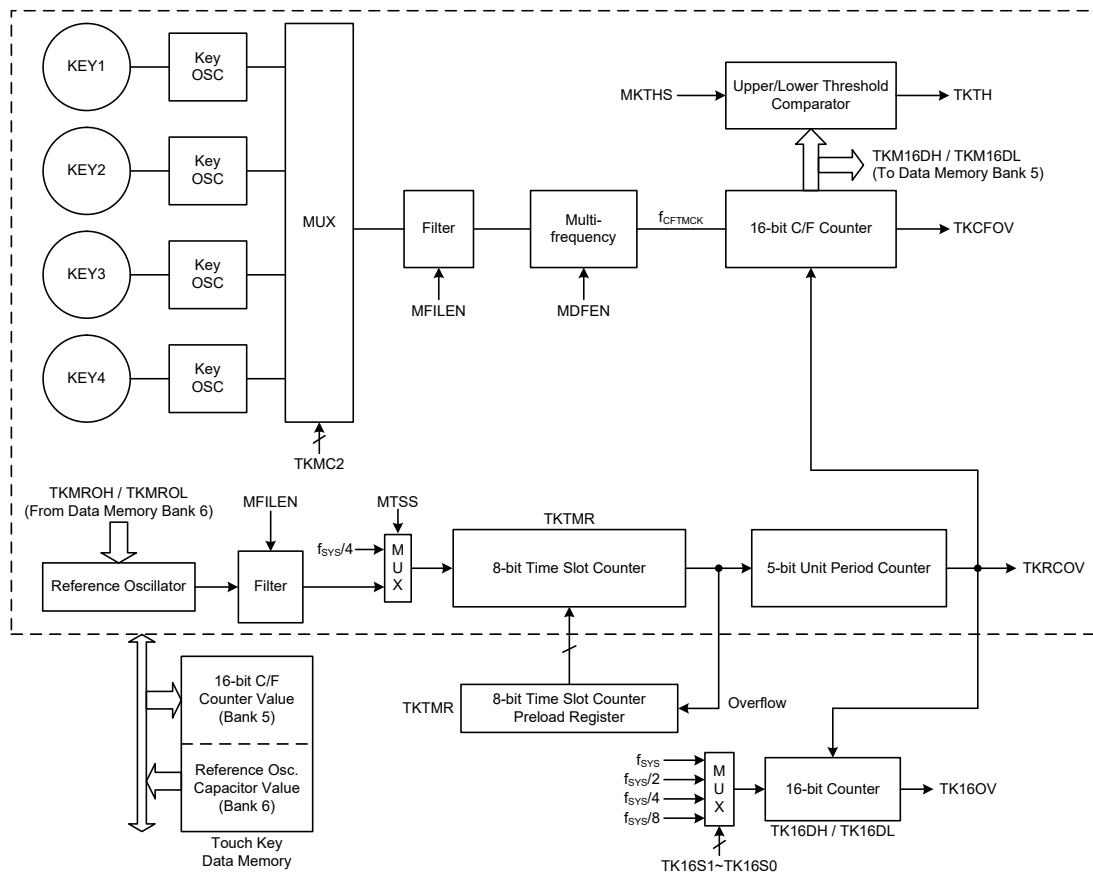 KEY1
Key
OSC
KEY2
Key
OSC
KEY3
Key
OSC
KEY4
Key
OSC
MUX
TKMC2
Filter
MFILEN
Multi-
frequency
MDFEN
fCFTMCK
MKTHS
Upper/Lower Threshold
Comparator
TKTH
TKM16DH / TKM16DL
(To Data Memory Bank 5)
16-bit C/F Counter
TKCFOV
TKMROH / TKMROL
(From Data Memory Bank 6)
Reference Oscillator
MFILEN
Filter
fSYS/4
MTSS
M
U
X
TKTMR
8-bit Time Slot Counter
5-bit Unit Period Counter
TKRCOV
16-bit C/F
Counter Value
(Bank 5)
Reference Osc.
Capacitor Value
(Bank 6)
Touch Key
Data Memory
TKTMR
8-bit Time Slot Counter
Preload Register
Overflow
fSYS
fSYS/2
fSYS/4
fSYS/8
M
U
X
TK16S1~TK16S0
16-bit Counter
TK16DH / TK16DL
TK16OV